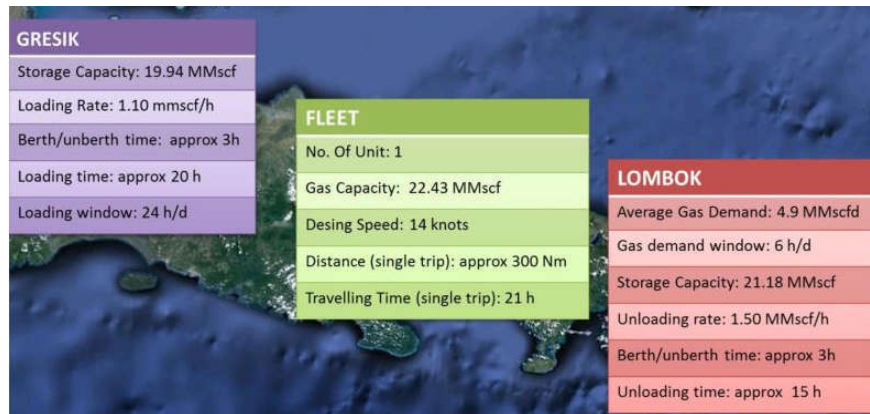 GRESIK
Storage Capacity: 19.94 MMscf
Loading Rate: 1.10 mmscf/h
Berth/unberth time:  approx 3h
Loading time: approx 20 h
Loading window: 24 h/d
FLEET
No. Of Unit: 1
Gas Capacity:  22.43 MMscf
Desing Speed: 14 knots
Distance (single trip): approx 300 Nm
Travelling Time (single trip): 21 h
LOMBOK
Average Gas Demand: 4.9 MMscfd
Gas demand window: 6 h/d
Storage Capacity: 21.18 MMscf
Unloading rate: 1.50 MMscf/h
Berth/unberth time: approx 3h
Unloading time: approx  15 h